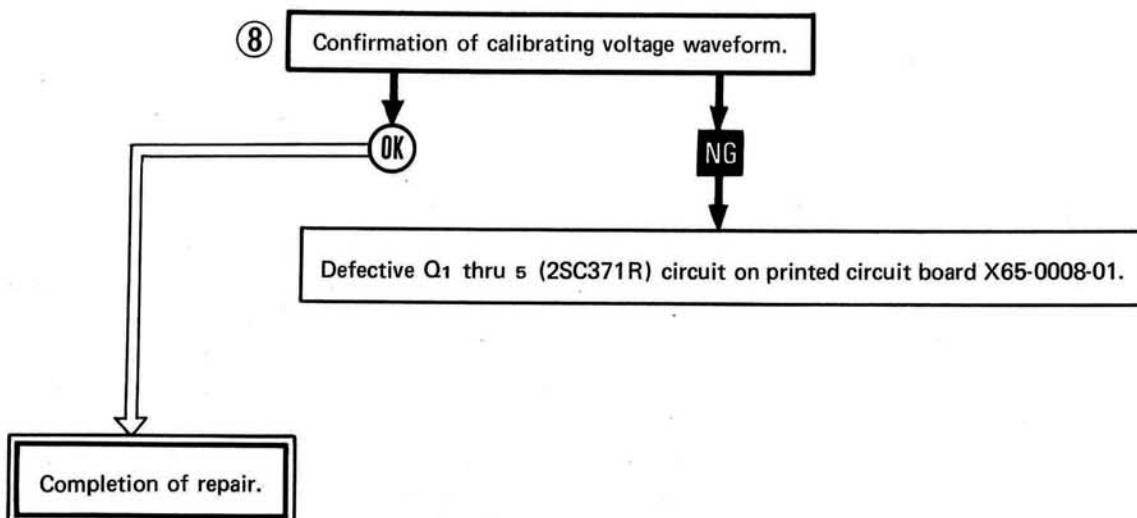 ⑧ Confirmation of calibrating voltage waveform.
OK
NG
Defective Q1 thru 5 (2SC371R) circuit on printed circuit board X65-0008-01.
Completion of repair.